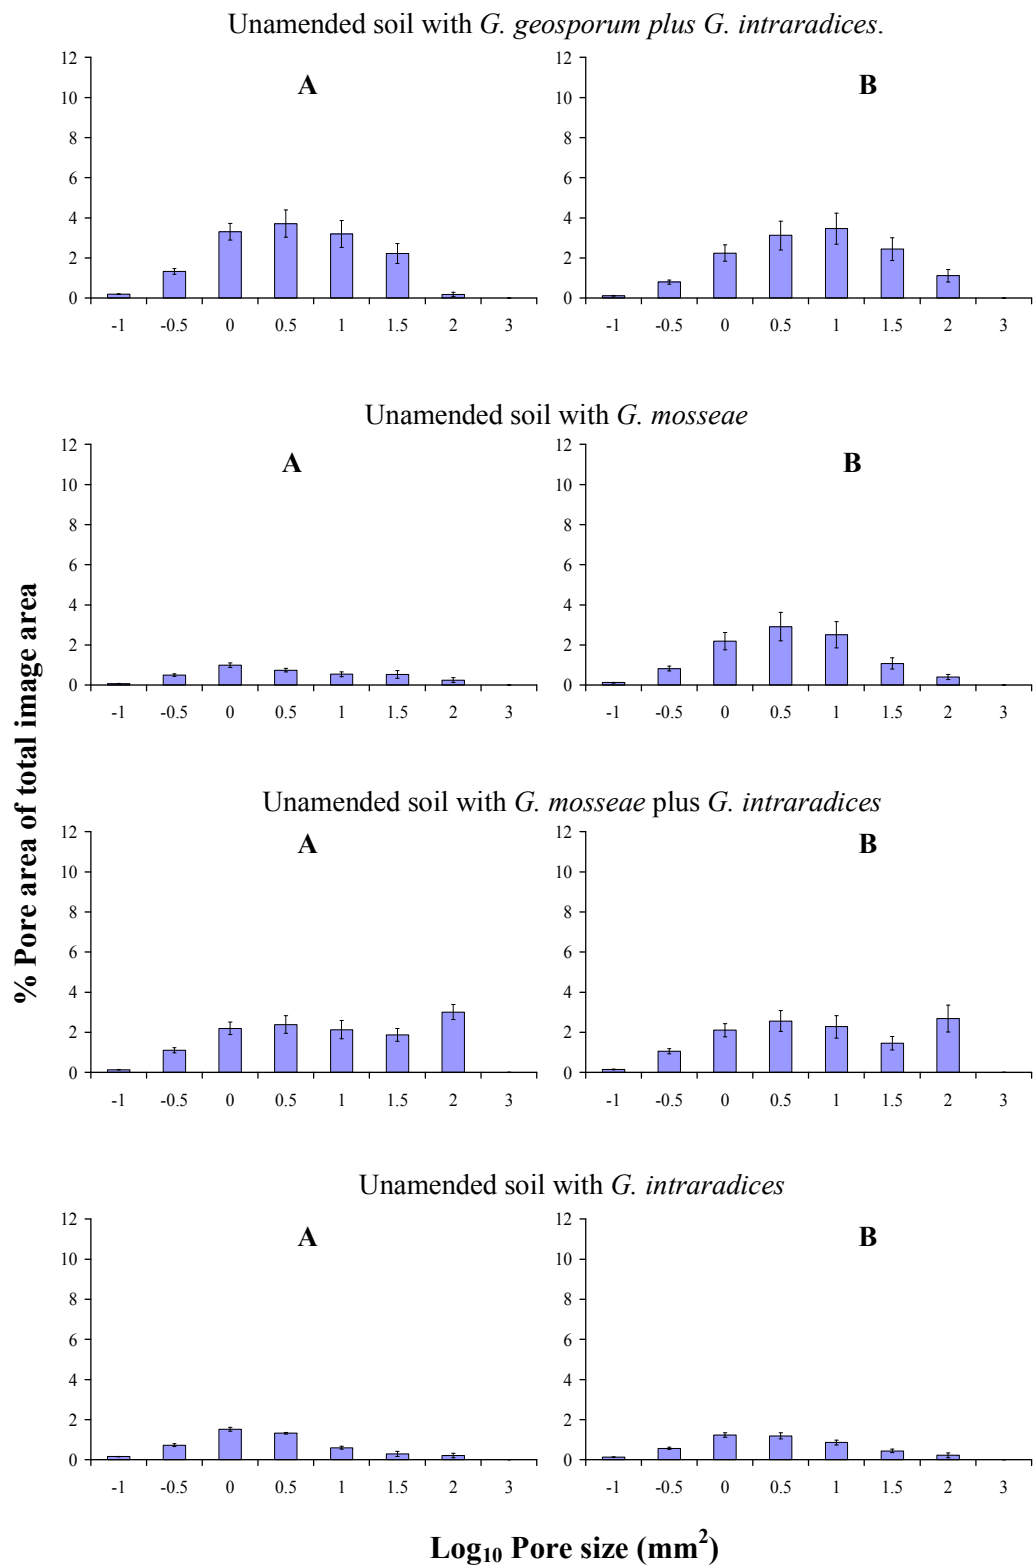 Unamended soil with G. geosporum plus G. intraradices.
A
B
12
10
8
6
4
2
0
-1 -0.5 0 0.5 1 1.5 2 3
12
10
8
6
4
2
0
-1 -0.5 0 0.5 1 1.5 2 3
Unamended soil with G. mosseae
A
B
12
10
8
6
4
2
0
-1 -0.5 0 0.5 1 1.5 2 3
12
10
8
6
4
2
0
-1 -0.5 0 0.5 1 1.5 2 3
% Pore area of total image area
Unamended soil with G. mosseae plus G. intraradices
A
B
12
10
8
6
4
2
0
-1 -0.5 0 0.5 1 1.5 2 3
12
10
8
6
4
2
0
-1 -0.5 0 0.5 1 1.5 2 3
Unamended soil with G. intraradices
A
B
12
10
8
6
4
2
0
-1 -0.5 0 0.5 1 1.5 2 3
12
10
8
6
4
2
0
-1 -0.5 0 0.5 1 1.5 2 3
Log₁₀ Pore size (mm²)